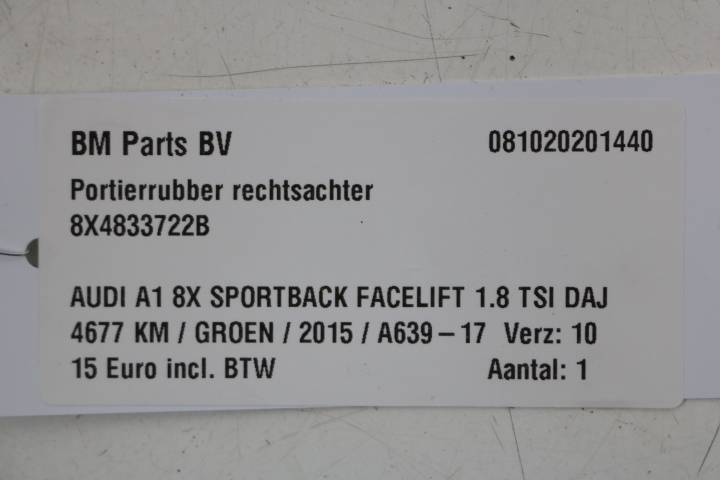 BM Parts BV 081020201440
Portierrubber rechtsachter
8X4833722B
AUDI A1 8X SPORTBACK FACELIFT 1.8 TSI DAJ
4677 KM / GROEN / 2015 / A639 – 17 Verz: 10
15 Euro incl. BTW Aantal: 1